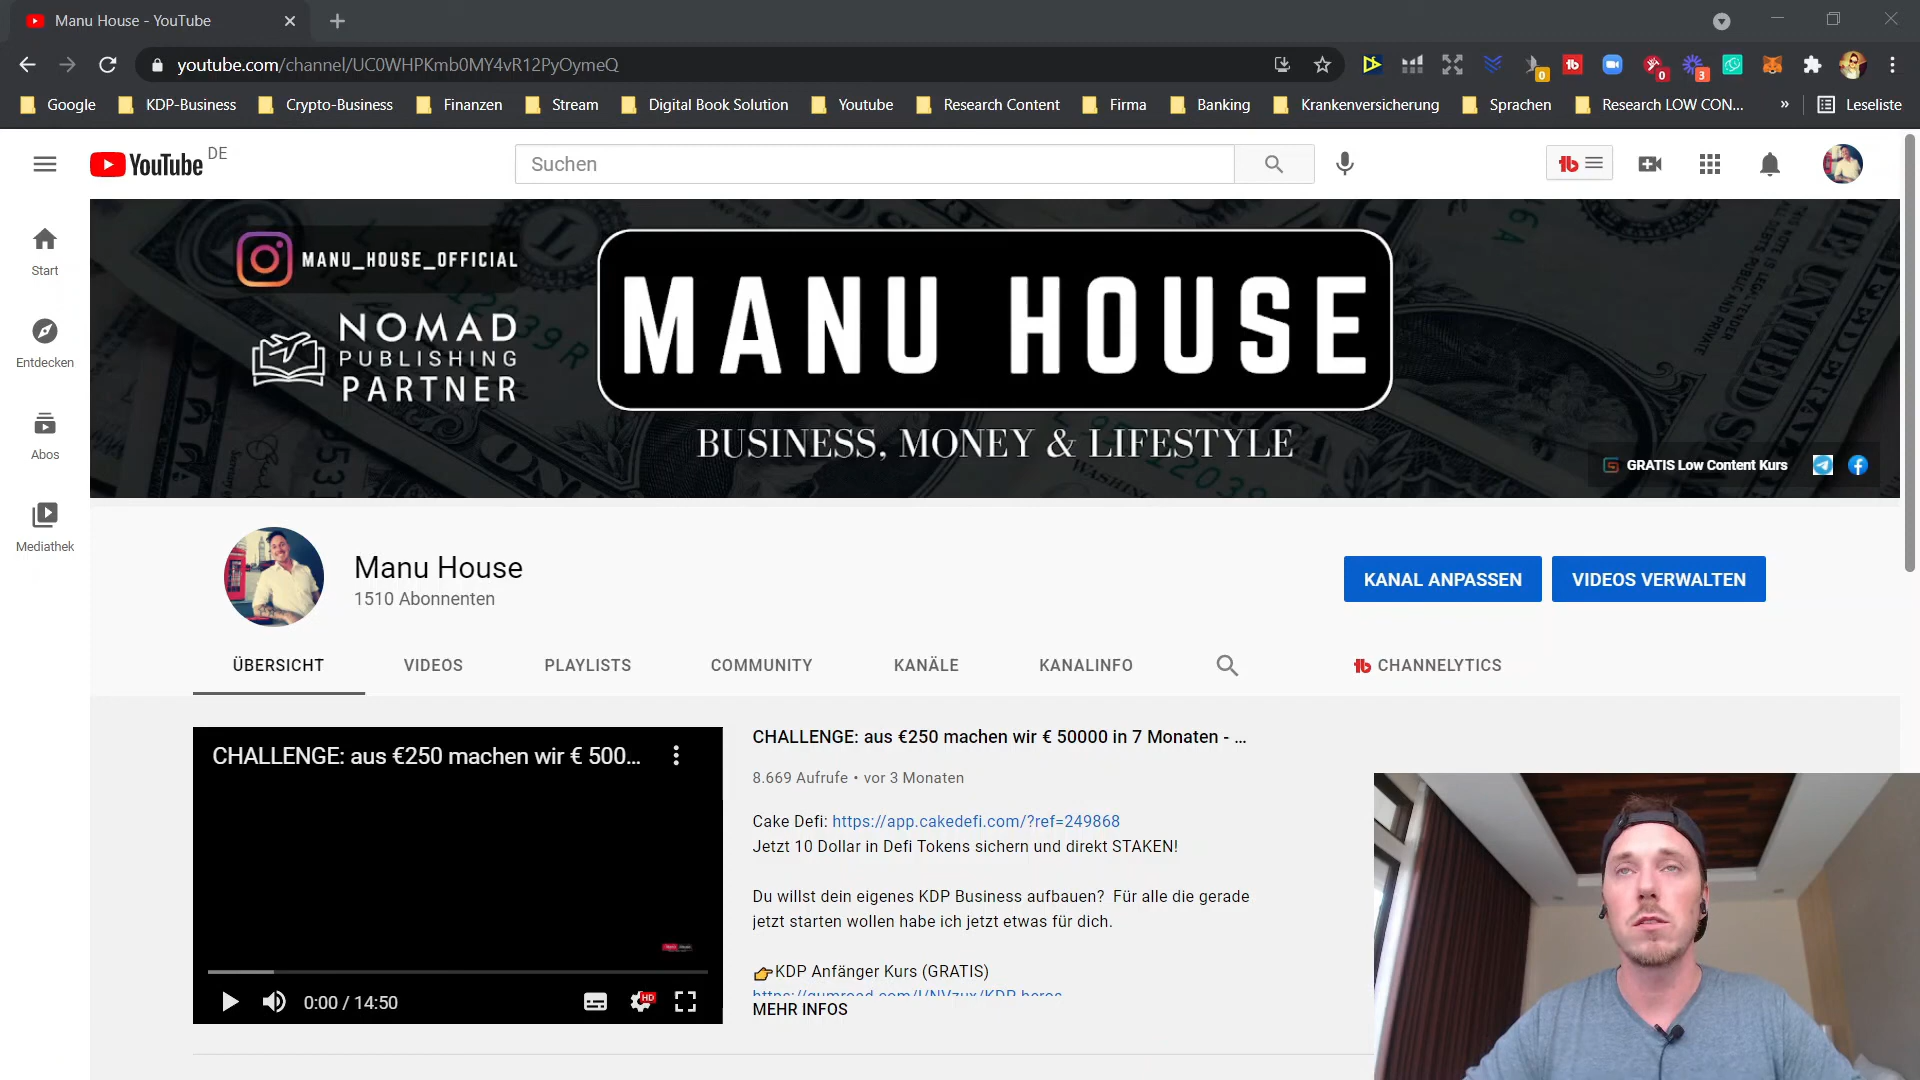 Manu House - YouTube
youtube.com/channel/UC0WHPKmb0MY4vR12PyOymeQ
0
0
3
Google KDP-Business Crypto-Business Finanzen Stream Digital Book Solution Youtube Research Content Firma Banking Krankenversicherung Sprachen Research LOW CON... » Leseliste
YouTube DE
Suchen
Start
Entdecken
Abos
Mediathek
MANU_HOUSE_OFFICIAL
NOMAD
PUBLISHING
PARTNER
MANU HOUSE
BUSINESS, MONEY & LIFESTYLE
GRATIS Low Content Kurs
Manu House
1510 Abonnenten
KANAL ANPASSEN
VIDEOS VERWALTEN
ÜBERSICHT VIDEOS PLAYLISTS COMMUNITY KANÄLE KANALINFO CHANNELYTICS
CHALLENGE: aus €250 machen wir € 500...
0:00 / 14:50
HD
CHALLENGE: aus €250 machen wir € 50000 in 7 Monaten - ...
8.669 Aufrufe • vor 3 Monaten
Cake Defi: https://app.cakedefi.com/?ref=249868
Jetzt 10 Dollar in Defi Tokens sichern und direkt STAKEN!
Du willst dein eigenes KDP Business aufbauen? Für alle die gerade
jetzt starten wollen habe ich jetzt etwas für dich.
👉KDP Anfänger Kurs (GRATIS)
MEHR INFOS